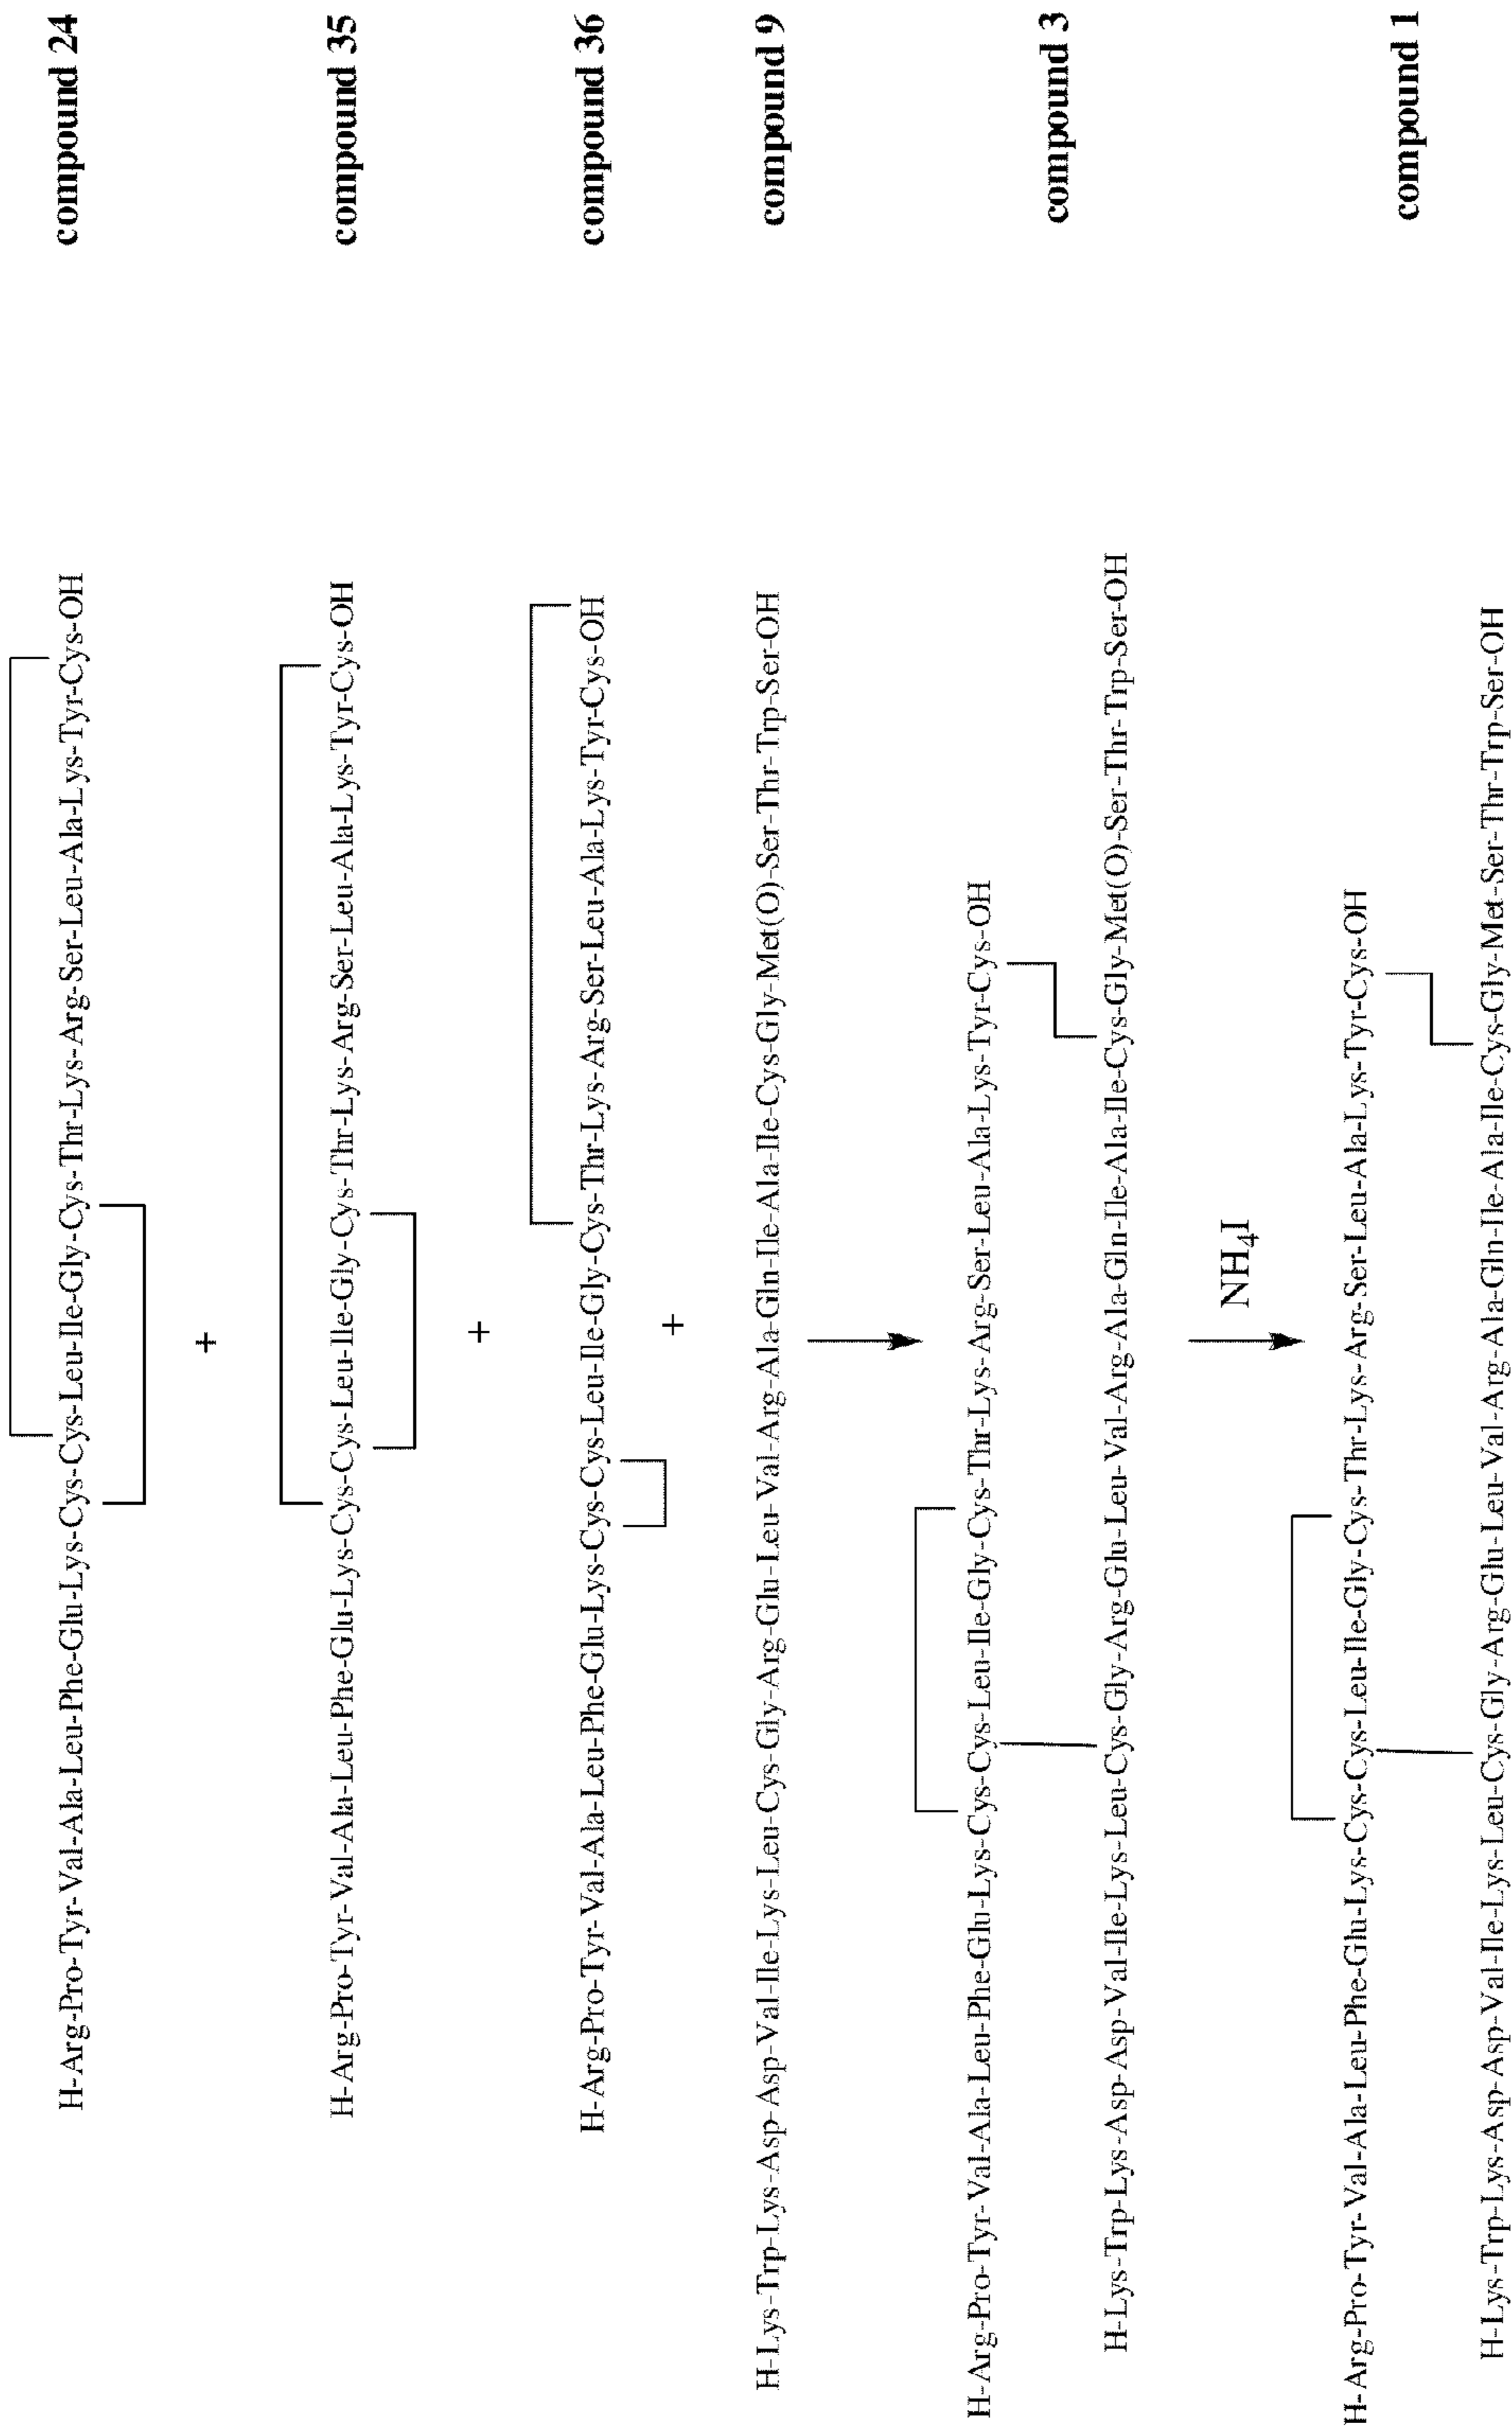 H-Arg-Pro-Tyr-Val-Ala-Leu-Phe-Glu-Lys-Cys-Cys-Leu-Ile-Gly-Cys-Thr-Lys-Arg-Ser-Leu-Ala-Lys-Tyr-Cys-OH compound 24
+
H-Arg-Pro-Tyr-Val-Ala-Leu-Phe-Glu-Lys-Cys-Cys-Leu-Ile-Gly-Cys-Thr-Lys-Arg-Ser-Leu-Ala-Lys-Tyr-Cys-OH compound 35
+
H-Arg-Pro-Tyr-Val-Ala-Leu-Phe-Glu-Lys-Cys-Cys-Leu-Ile-Gly-Cys-Thr-Lys-Arg-Ser-Leu-Ala-Lys-Tyr-Cys-OH compound 36
+
H-Lys-Trp-Lys-Asp-Asp-Val-Ile-Lys-Leu-Cys-Gly-Arg-Glu-Leu-Val-Arg-Ala-Gln-Ile-Ala-Ile-Cys-Gly-Met(O)-Ser-Thr-Trp-Ser-OH compound 9
H-Arg-Pro-Tyr-Val-Ala-Leu-Phe-Glu-Lys-Cys-Cys-Leu-Ile-Gly-Cys-Thr-Lys-Arg-Ser-Leu-Ala-Lys-Tyr-Cys-OH
compound 3
H-Lys-Trp-Lys-Asp-Asp-Val-Ile-Lys-Leu-Cys-Gly-Arg-Glu-Leu-Val-Arg-Ala-Gln-Ile-Ala-Ile-Cys-Gly-Met(O)-Ser-Thr-Trp-Ser-OH
NH4I
H-Arg-Pro-Tyr-Val-Ala-Leu-Phe-Glu-Lys-Cys-Cys-Leu-Ile-Gly-Cys-Thr-Lys-Arg-Ser-Leu-Ala-Lys-Tyr-Cys-OH
compound 1
H-Lys-Trp-Lys-Asp-Asp-Val-Ile-Lys-Leu-Cys-Gly-Arg-Glu-Leu-Val-Arg-Ala-Gln-Ile-Ala-Ile-Cys-Gly-Met-Ser-Thr-Trp-Ser-OH